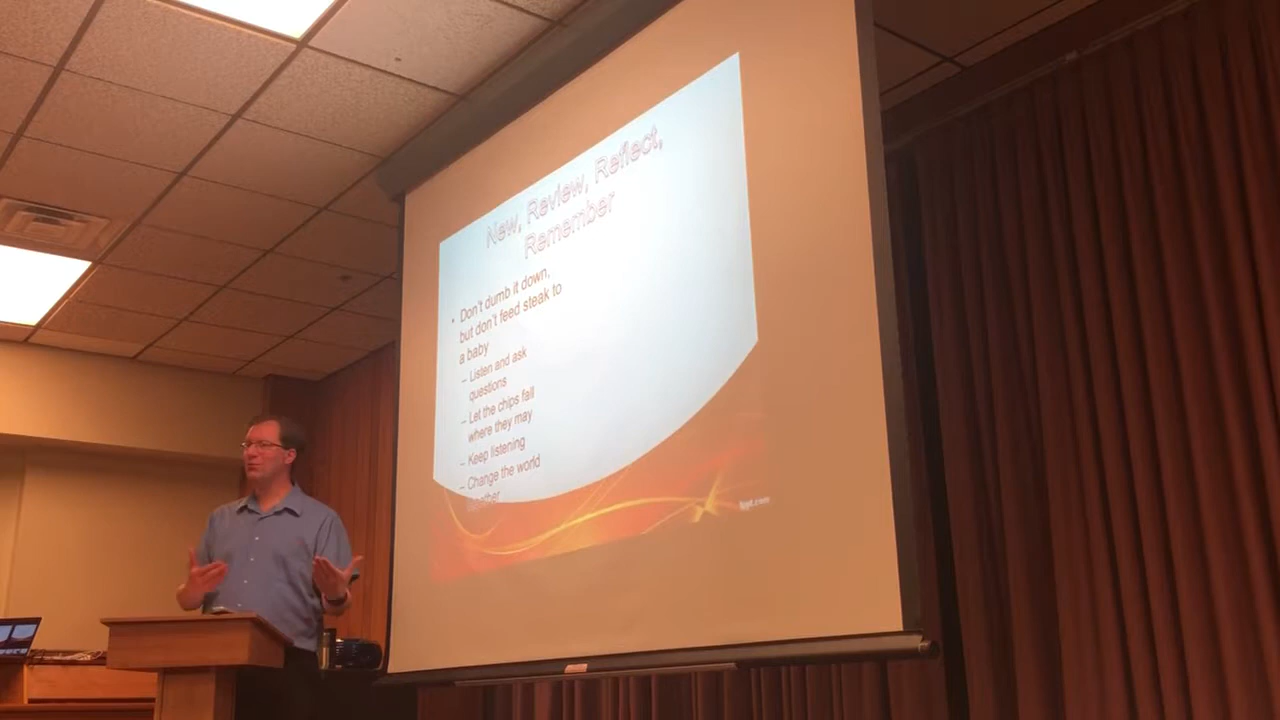 New, Review, Reflect,
Remember
• Don't dumb it down,
but don't feed steak to
a baby
– Listen and ask
questions
– Let the chips fall
where they may
– Keep listening
– Change the world
together